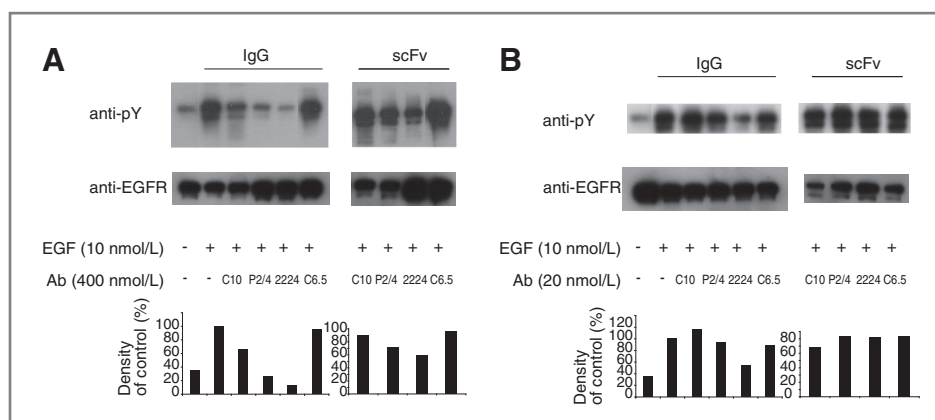 A
IgG
scFv
anti-pY
anti-EGFR
EGF (10 nmol/L) - + + + + + + + + +
Ab (400 nmol/L) - - C10 P2/4 2224 C6.5 C10 P2/4 2224 C6.5
Density
of control (%)
100
80
60
40
20
0
100
80
60
40
20
0
B
IgG
scFv
anti-pY
anti-EGFR
EGF (10 nmol/L) - + + + + + + + + +
Ab (20 nmol/L) - - C10 P2/4 2224 C6.5 C10 P2/4 2224 C6.5
Density
of control (%)
120
100
80
60
40
20
0
80
60
40
20
0